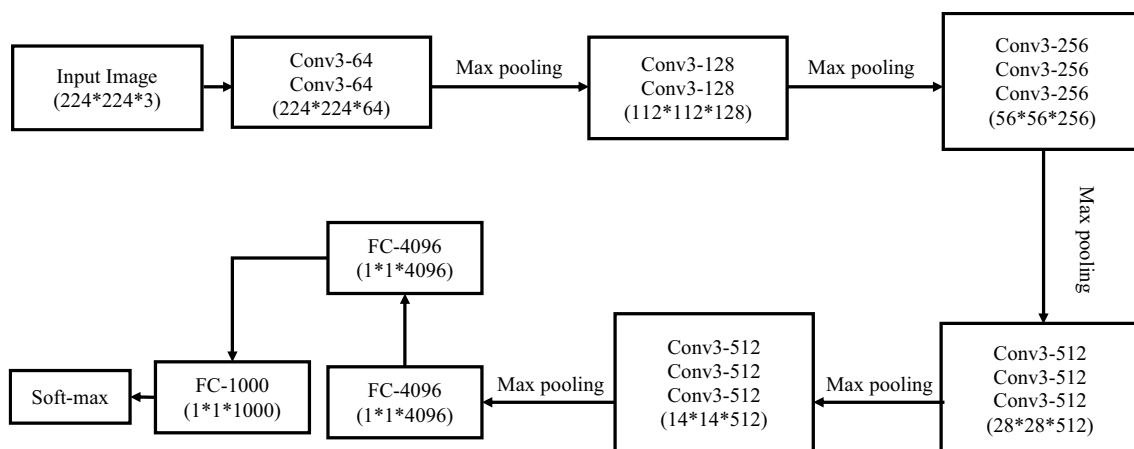 Input Image
(224*224*3)
Conv3-64
Conv3-64
(224*224*64)
Max pooling
Conv3-128
Conv3-128
(112*112*128)
Max pooling
Conv3-256
Conv3-256
Conv3-256
(56*56*256)
Max pooling
Conv3-512
Conv3-512
Conv3-512
(28*28*512)
Max pooling
Conv3-512
Conv3-512
Conv3-512
(14*14*512)
Max pooling
FC-4096
(1*1*4096)
FC-4096
(1*1*4096)
FC-1000
(1*1*1000)
Soft-max